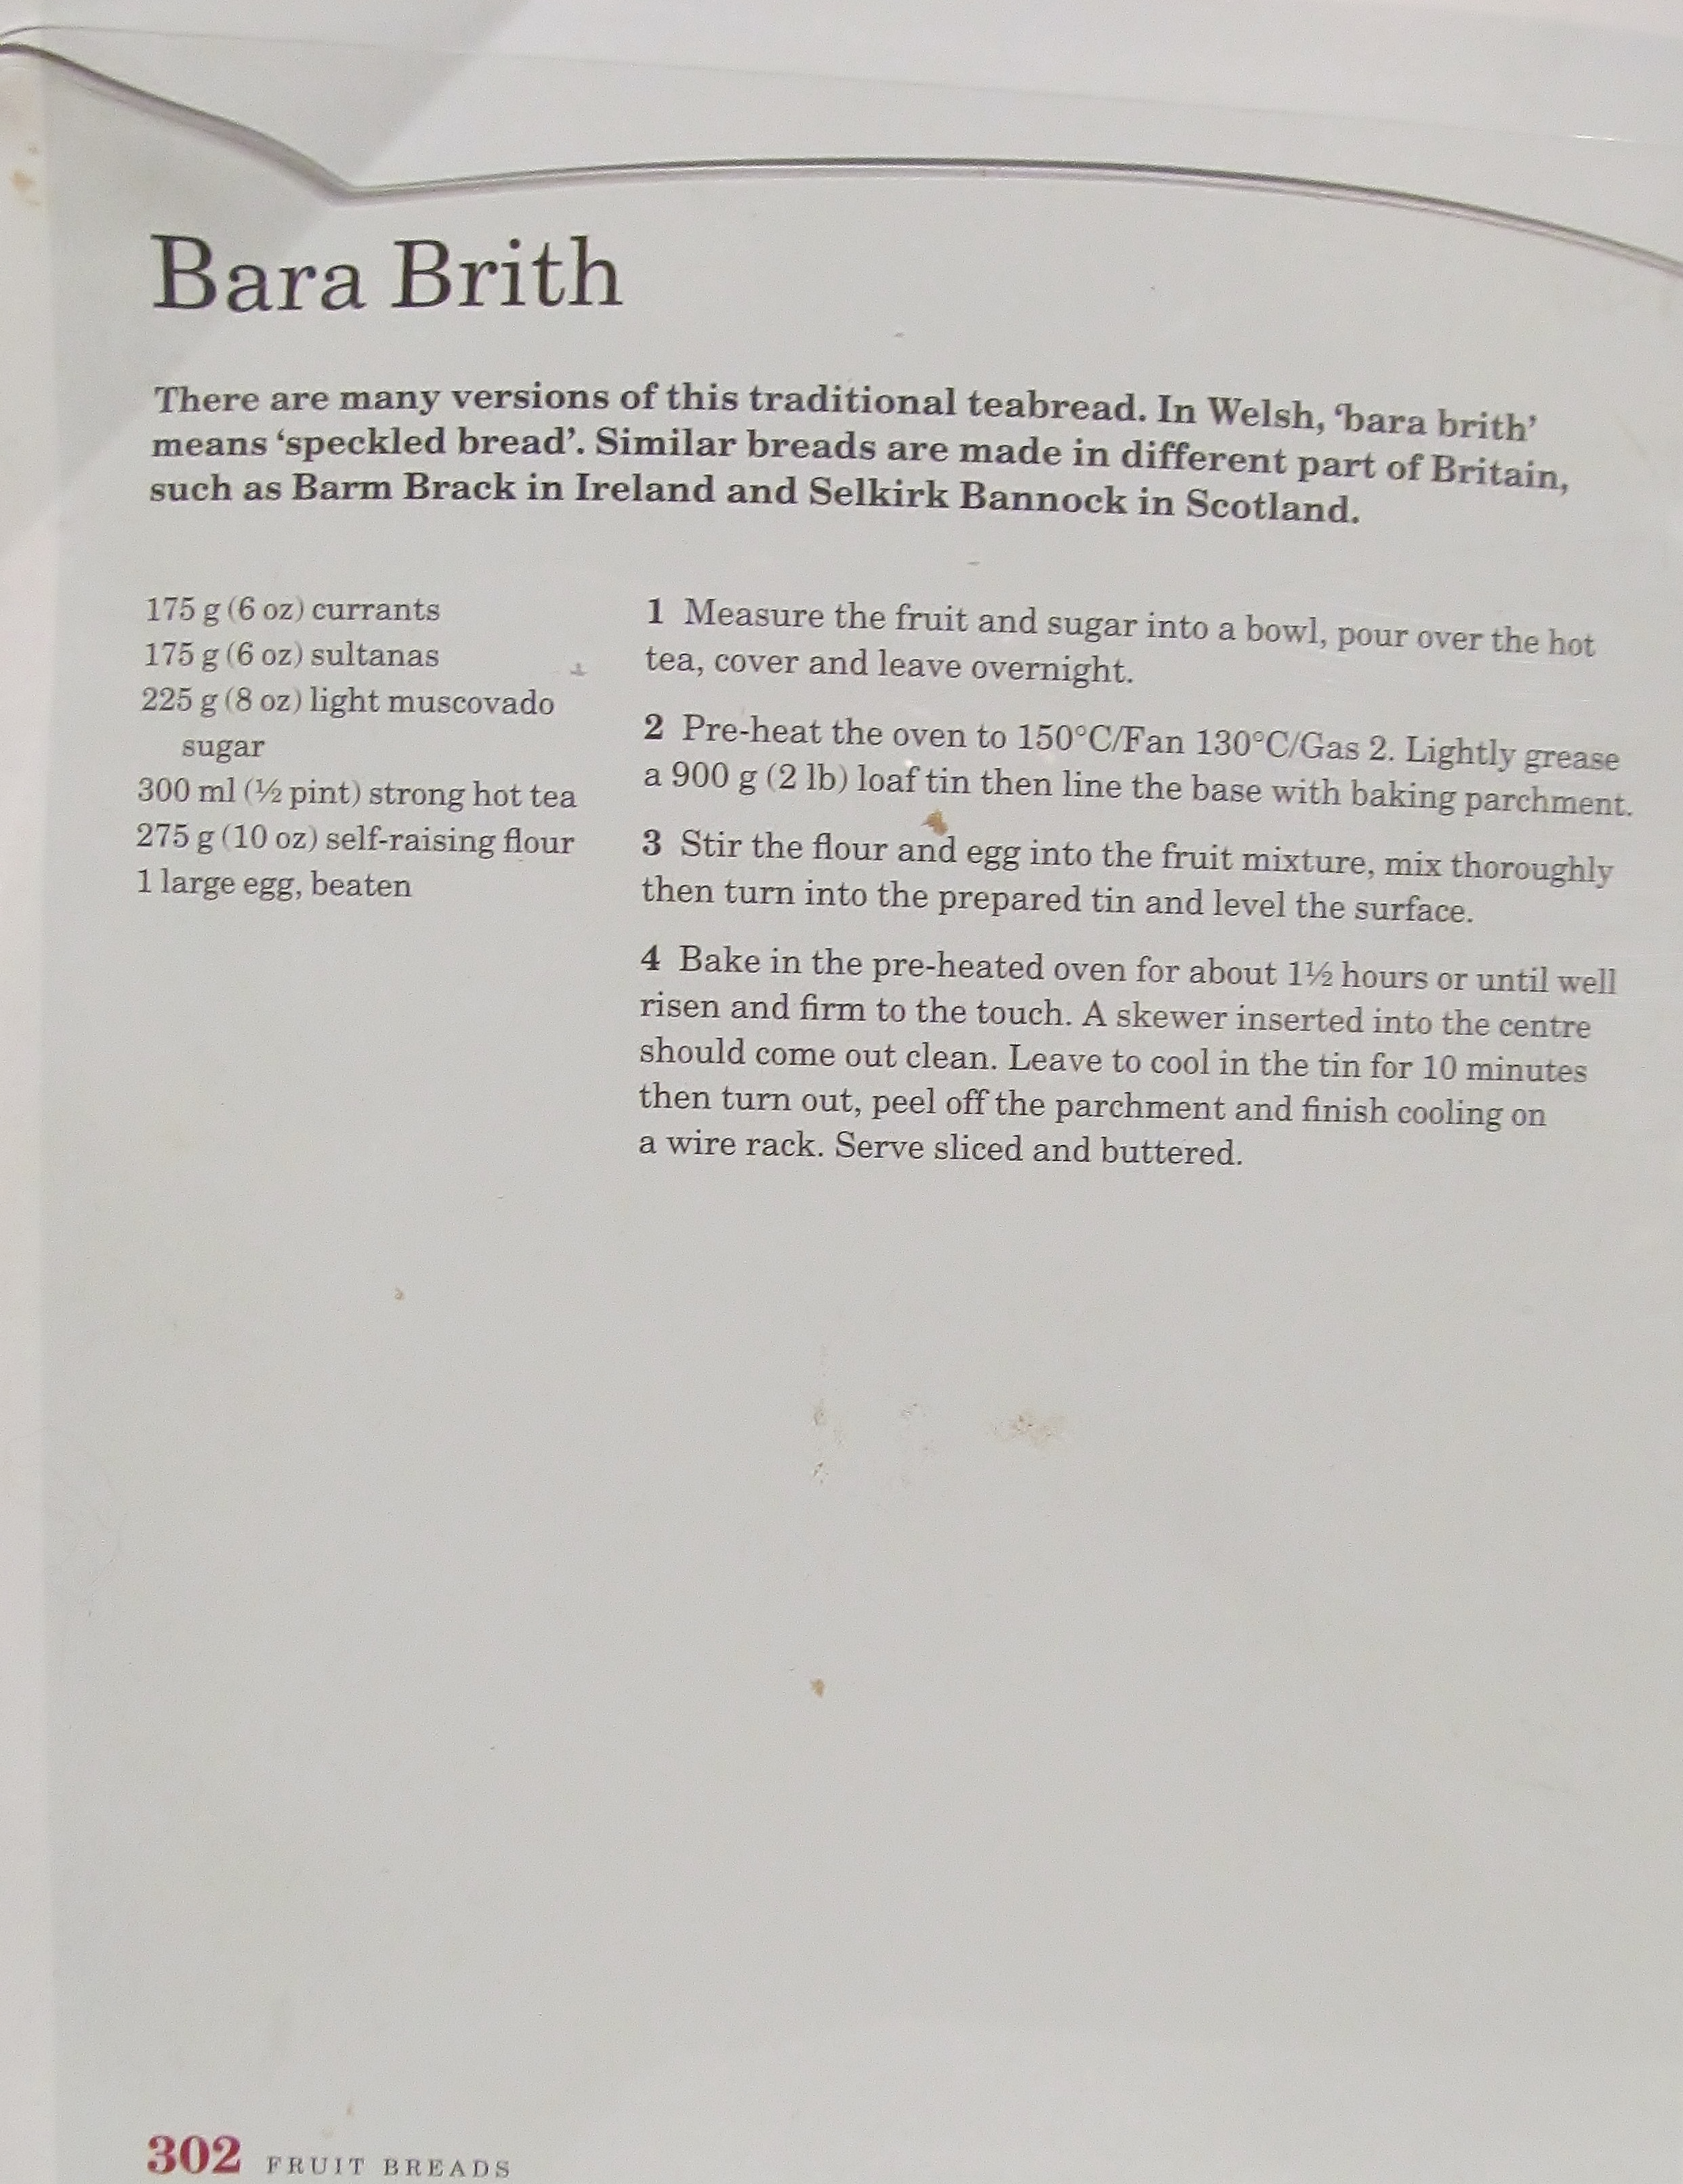 Bara Brith
There are many versions of this traditional teabread. In Welsh, ‘bara brith’
means ‘speckled bread’. Similar breads are made in different part of Britain,
such as Barm Brack in Ireland and Selkirk Bannock in Scotland.
175 g (6 oz) currants
175 g (6 oz) sultanas
225 g (8 oz) light muscovado
sugar
300 ml (½ pint) strong hot tea
275 g (10 oz) self-raising flour
1 large egg, beaten
1 Measure the fruit and sugar into a bowl, pour over the hot
tea, cover and leave overnight.
2 Pre-heat the oven to 150°C/Fan 130°C/Gas 2. Lightly grease
a 900 g (2 lb) loaf tin then line the base with baking parchment.
3 Stir the flour and egg into the fruit mixture, mix thoroughly
then turn into the prepared tin and level the surface.
4 Bake in the pre-heated oven for about 1½ hours or until well
risen and firm to the touch. A skewer inserted into the centre
should come out clean. Leave to cool in the tin for 10 minutes
then turn out, peel off the parchment and finish cooling on
a wire rack. Serve sliced and buttered.
302 FRUIT BREADS